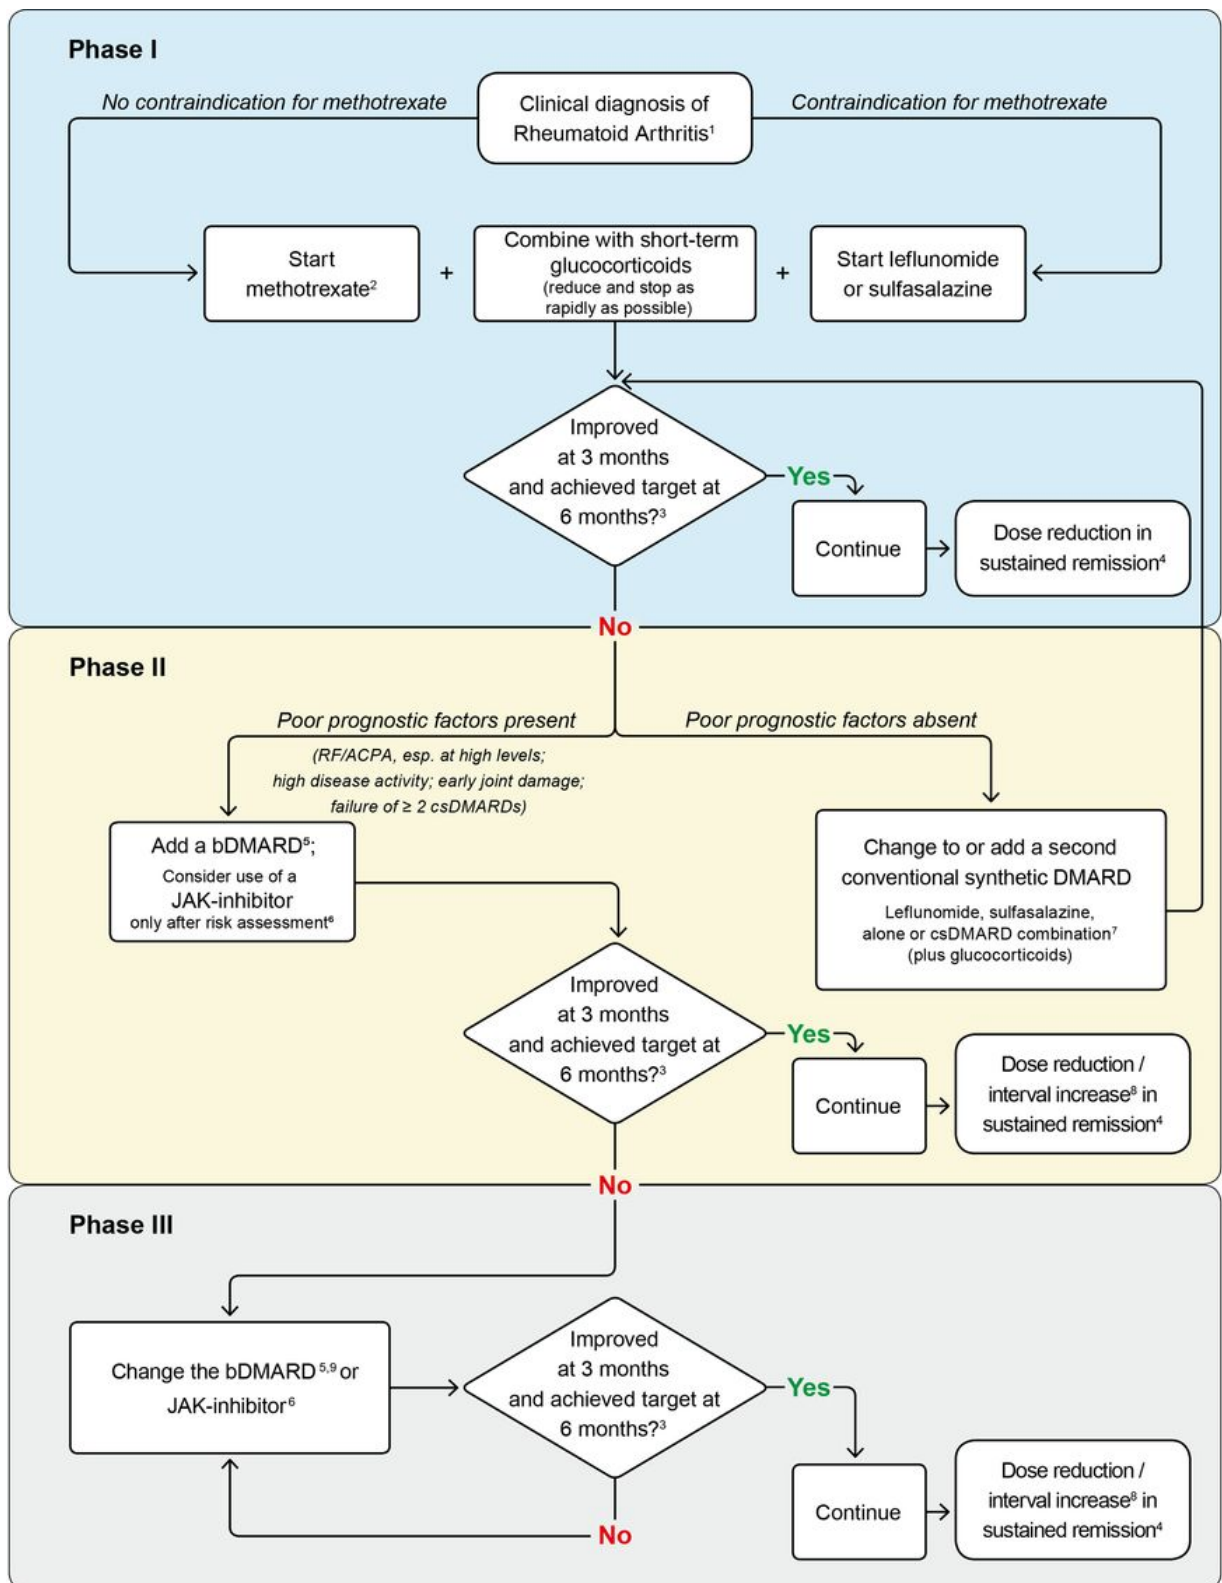 Phase I
No contraindication for methotrexate
Clinical diagnosis of
Rheumatoid Arthritis¹
Contraindication for methotrexate
Start
methotrexate²
+
Combine with short-term
glucocorticoids
(reduce and stop as
rapidly as possible)
+
Start leflunomide
or sulfasalazine
Improved
at 3 months
and achieved target at
6 months?³
Yes
Continue
Dose reduction in
sustained remission⁴
No
Phase II
Poor prognostic factors present
(RF/ACPA, esp. at high levels;
high disease activity; early joint damage;
failure of ≥ 2 csDMARDs)
Poor prognostic factors absent
Add a bDMARD⁵;
Consider use of a
JAK-inhibitor
only after risk assessment⁶
Change to or add a second
conventional synthetic DMARD
Leflunomide, sulfasalazine,
alone or csDMARD combination⁷
(plus glucocorticoids)
Improved
at 3 months
and achieved target at
6 months?³
Yes
Continue
Dose reduction /
interval increase⁸ in
sustained remission⁴
No
Phase III
Change the bDMARD⁵,⁹ or
JAK-inhibitor⁶
Improved
at 3 months
and achieved target at
6 months?³
Yes
Continue
Dose reduction /
interval increase⁸ in
sustained remission⁴
No